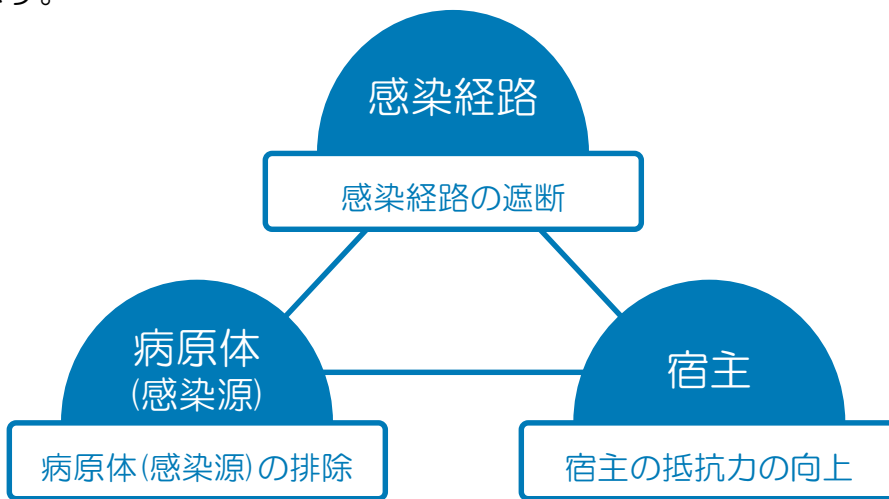 す。
感染経路
感染経路の遮断
病原体
(感染源)
病原体(感染源)の排除
宿主
宿主の抵抗力の向上